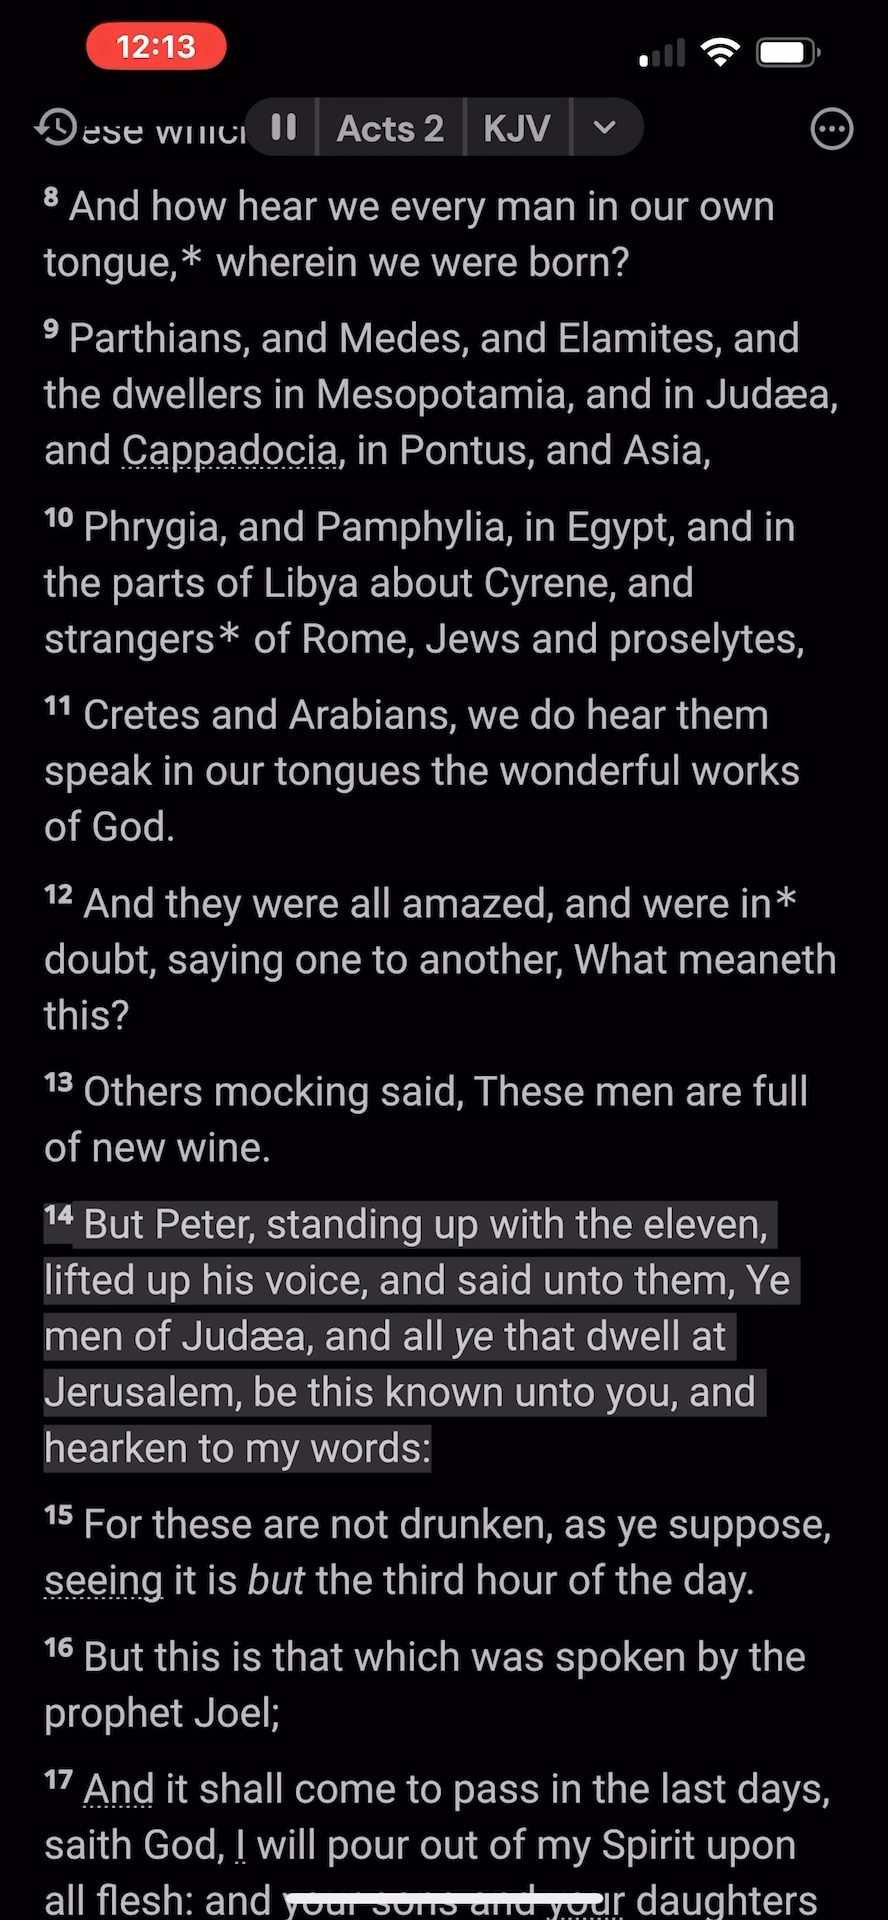 12:13
ese which
Acts 2 KJV
8 And how hear we every man in our own
tongue,* wherein we were born?
9 Parthians, and Medes, and Elamites, and
the dwellers in Mesopotamia, and in Judæa,
and Cappadocia, in Pontus, and Asia,
10 Phrygia, and Pamphylia, in Egypt, and in
the parts of Libya about Cyrene, and
strangers* of Rome, Jews and proselytes,
11 Cretes and Arabians, we do hear them
speak in our tongues the wonderful works
of God.
12 And they were all amazed, and were in*
doubt, saying one to another, What meaneth
this?
13 Others mocking said, These men are full
of new wine.
14 But Peter, standing up with the eleven,
lifted up his voice, and said unto them, Ye
men of Judæa, and all ye that dwell at
Jerusalem, be this known unto you, and
hearken to my words:
15 For these are not drunken, as ye suppose,
seeing it is but the third hour of the day.
16 But this is that which was spoken by the
prophet Joel;
17 And it shall come to pass in the last days,
saith God, I will pour out of my Spirit upon
all flesh: and your sons and your daughters